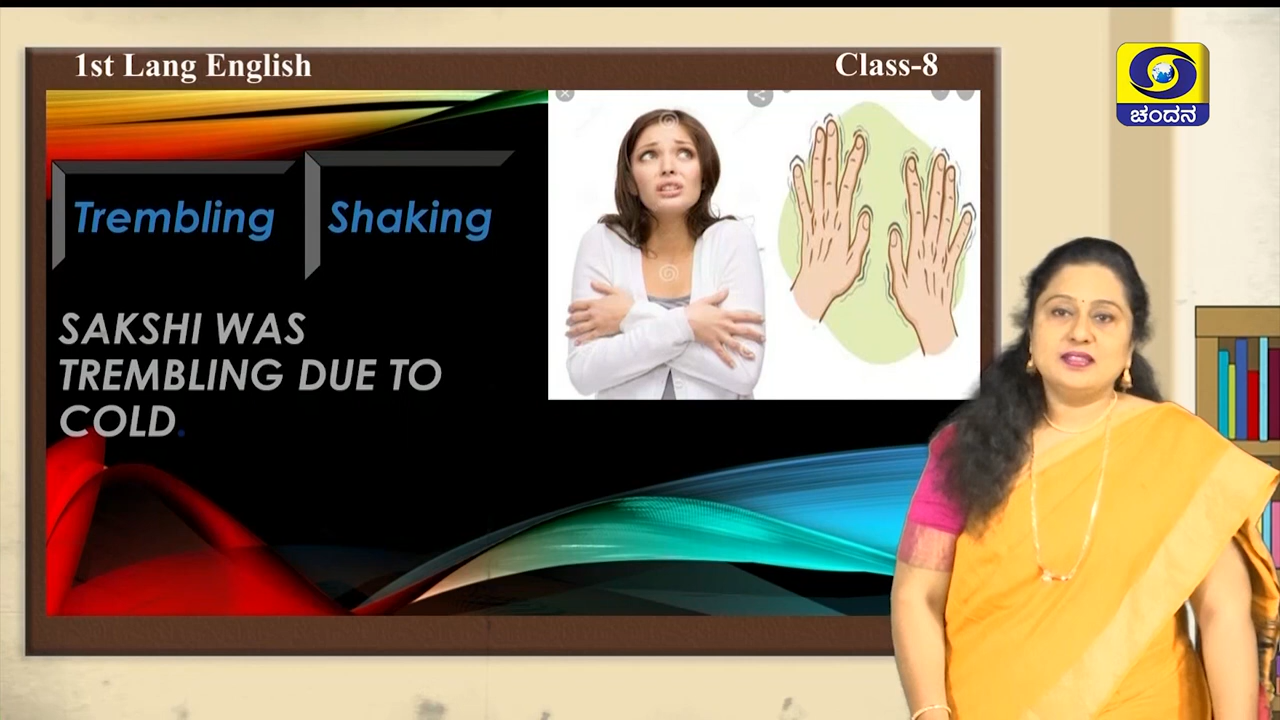 1st Lang English
Class-8
Trembling
Shaking
SAKSHI WAS
TREMBLING DUE TO
COLD.
ಚಂದನ